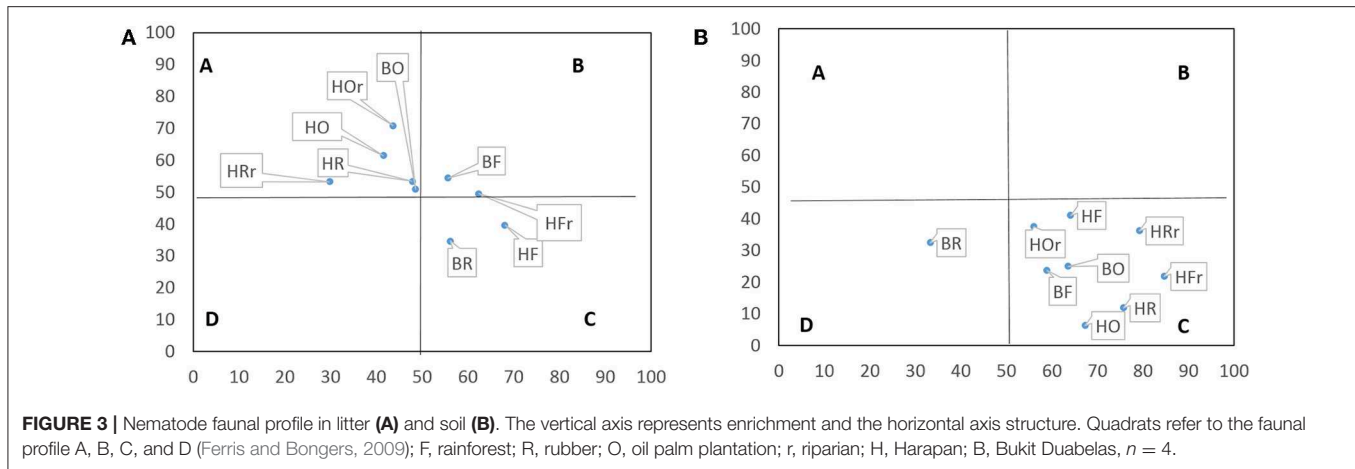 A
100
90
80
70
60
50
40
30
20
10
0
A
B
BO
HOr
HO
HR
HRr
BF
HFr
HF
BR
D
C
0 10 20 30 40 50 60 70 80 90 100
B
100
90
80
70
60
50
40
30
20
10
0
A
B
HF
HRr
BR
HOr
BO
HFr
BF
HR
HO
D
C
0 10 20 30 40 50 60 70 80 90 100
FIGURE 3 | Nematode faunal profile in litter (A) and soil (B). The vertical axis represents enrichment and the horizontal axis structure. Quadrats refer to the faunal
profile A, B, C, and D (Ferris and Bongers, 2009); F, rainforest; R, rubber; O, oil palm plantation; r, riparian; H, Harapan; B, Bukit Duabelas, n = 4.